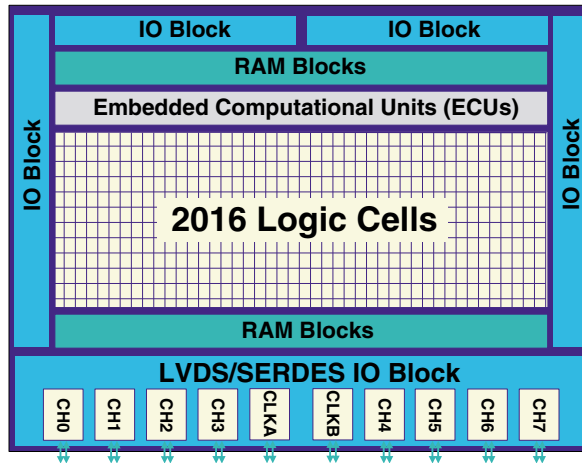 IO Block
IO Block
RAM Blocks
Embedded Computational Units (ECUs)
IO Block
IO Block
2016 Logic Cells
RAM Blocks
LVDS/SERDES IO Block
CH0
CH1
CH2
CH3
CLKA
CLKB
CH4
CH5
CH6
CH7